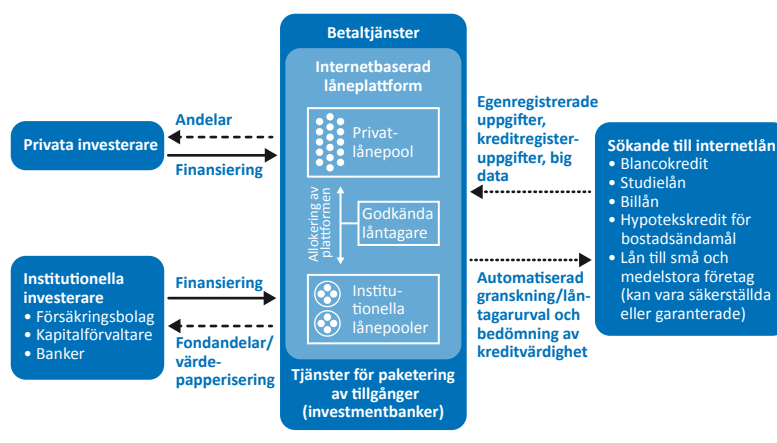 Betaltjänster
Internetbaserad
låneplattform
Privat-
lånepool
Allokering av
plattformen
Godkända
låntagare
Institu-
tionella
lånepooler
Tjänster för paketering
av tillgångar
(investmentbanker)
Privata investerare
Andelar
Finansiering
Institutionella
investerare
• Försäkringsbolag
• Kapitalförvaltare
• Banker
Finansiering
Fondandelar/
värde-
papperisering
Egenregistrerade
uppgifter,
kreditregister-
uppgifter, big
data
Automatiserad
granskning/lån-
tagarurval och
bedömning av
kreditvärdighet
Sökande till internetlån
• Blancokredit
• Studielån
• Billån
• Hypotekskredit för
bostadsändamål
• Lån till små och
medelstora företag
(kan vara säkerställda
eller garanterade)